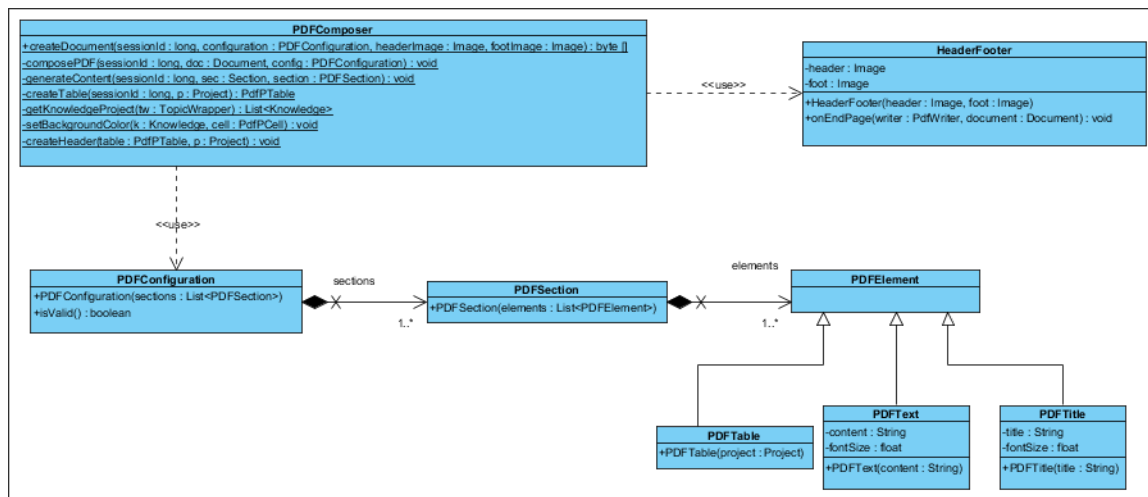 PDFComposer
+createDocument(sessionId : long, configuration : PDFConfiguration, headerImage : Image, footImage : Image) : byte []
-composePDF(sessionId : long, doc : Document, config : PDFConfiguration) : void
-generateContent(sessionId : long, sec : Section, section : PDFSection) : void
-createTable(sessionId : long, p : Project) : PdfPTable
-getKnowledgeProject(tw : TopicWrapper) : List<Knowledge>
-setBackgroundColor(k : Knowledge, cell : PdfPCell) : void
-createHeader(table : PdfPTable, p : Project) : void
<<use>>
HeaderFooter
-header : Image
-foot : Image
+HeaderFooter(header : Image, foot : Image)
+onEndPage(writer : PdfWriter, document : Document) : void
<<use>>
PDFConfiguration
+PDFConfiguration(sections : List<PDFSection>)
+isValid() : boolean
sections
1..*
PDFSection
+PDFSection(elements : List<PDFElement>)
elements
1..*
PDFElement
PDFTable
+PDFTable(project : Project)
PDFText
-content : String
-fontSize : float
+PDFText(content : String)
PDFTitle
-title : String
-fontSize : float
+PDFTitle(title : String)